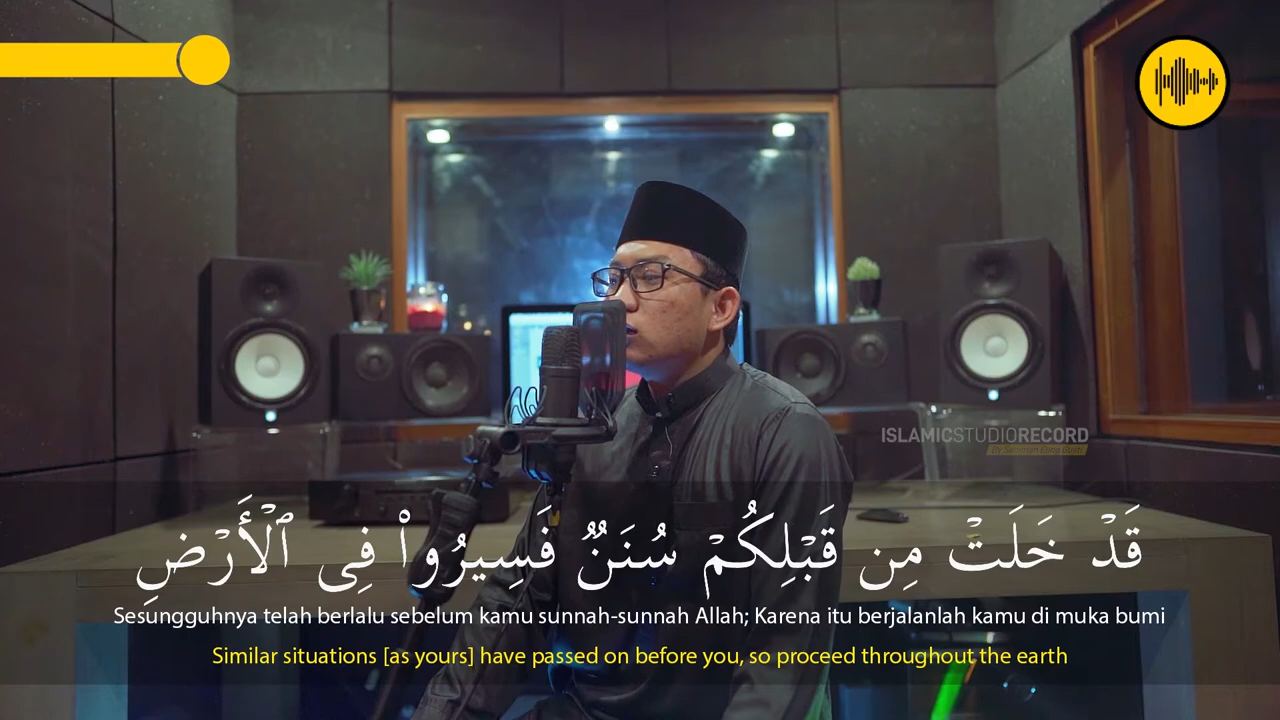 ISLAMICSTUDIORECORD
قَدْ خَلَتْ مِن قَبْلِكُمْ سُنَنٌ فَسِيرُوا۟ فِى ٱلْأَرْضِ
Sesungguhnya telah berlalu sebelum kamu sunnah-sunnah Allah; Karena itu berjalanlah kamu di muka bumi
Similar situations [as yours] have passed on before you, so proceed throughout the earth